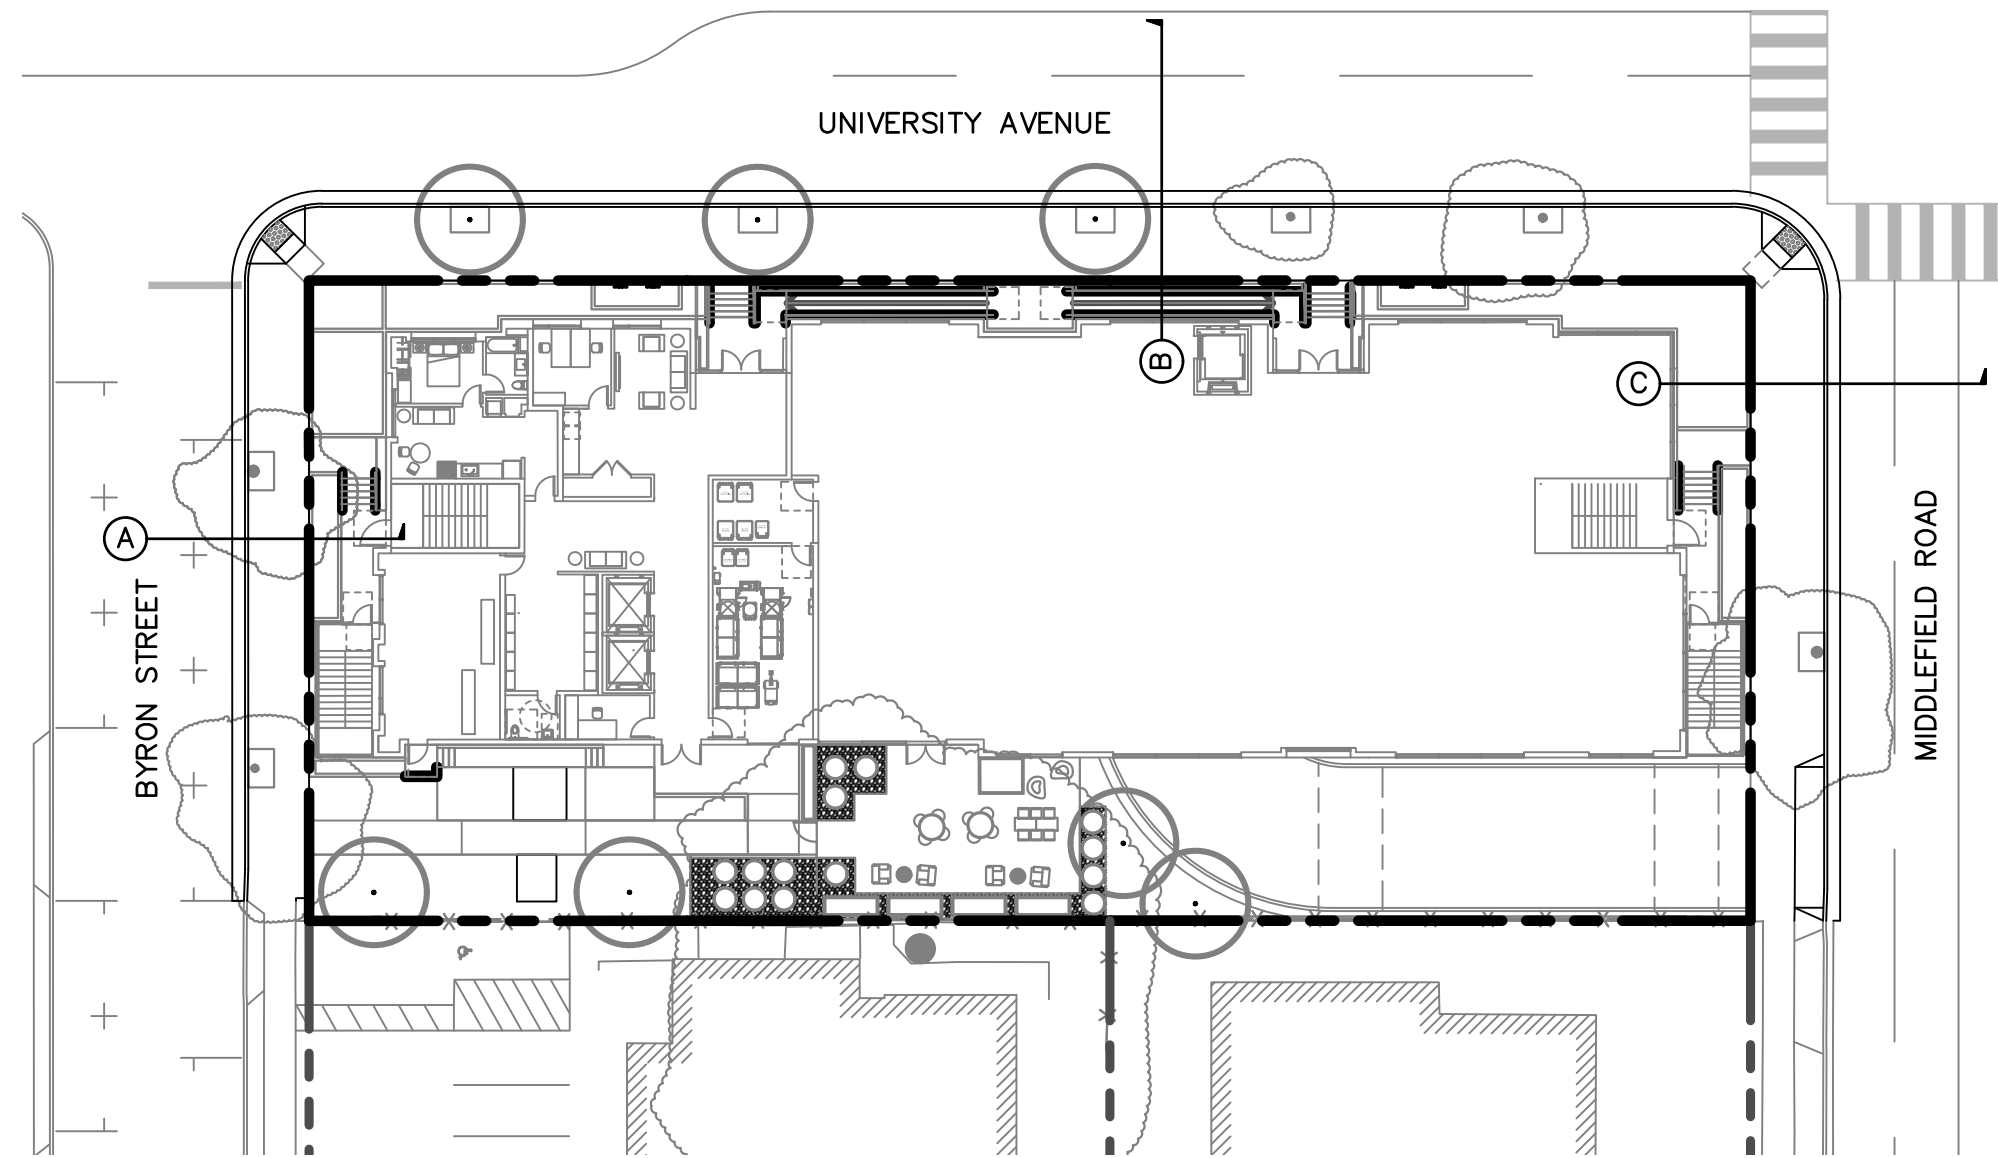 UNIVERSITY AVENUE
B
C
A
BYRON STREET
MIDDLEFIELD ROAD